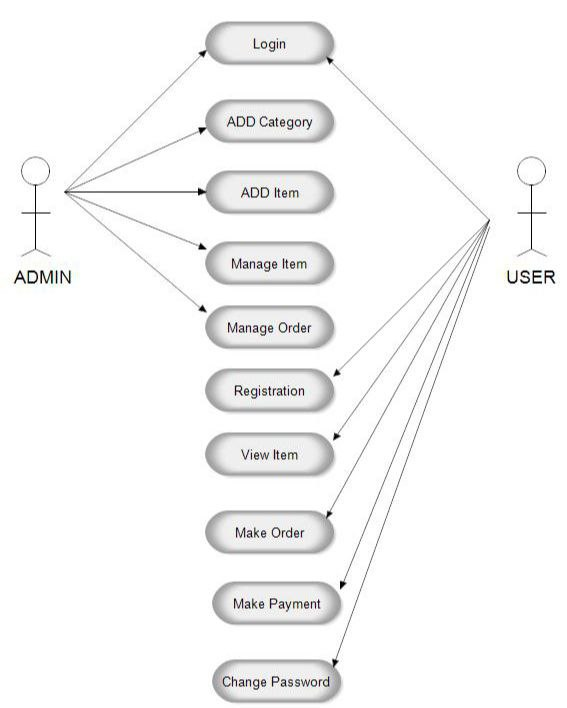 Login
ADD Category
ADD Item
Manage Item
ADMIN
USER
Manage Order
Registration
View Item
Make Order
Make Payment
Change Password